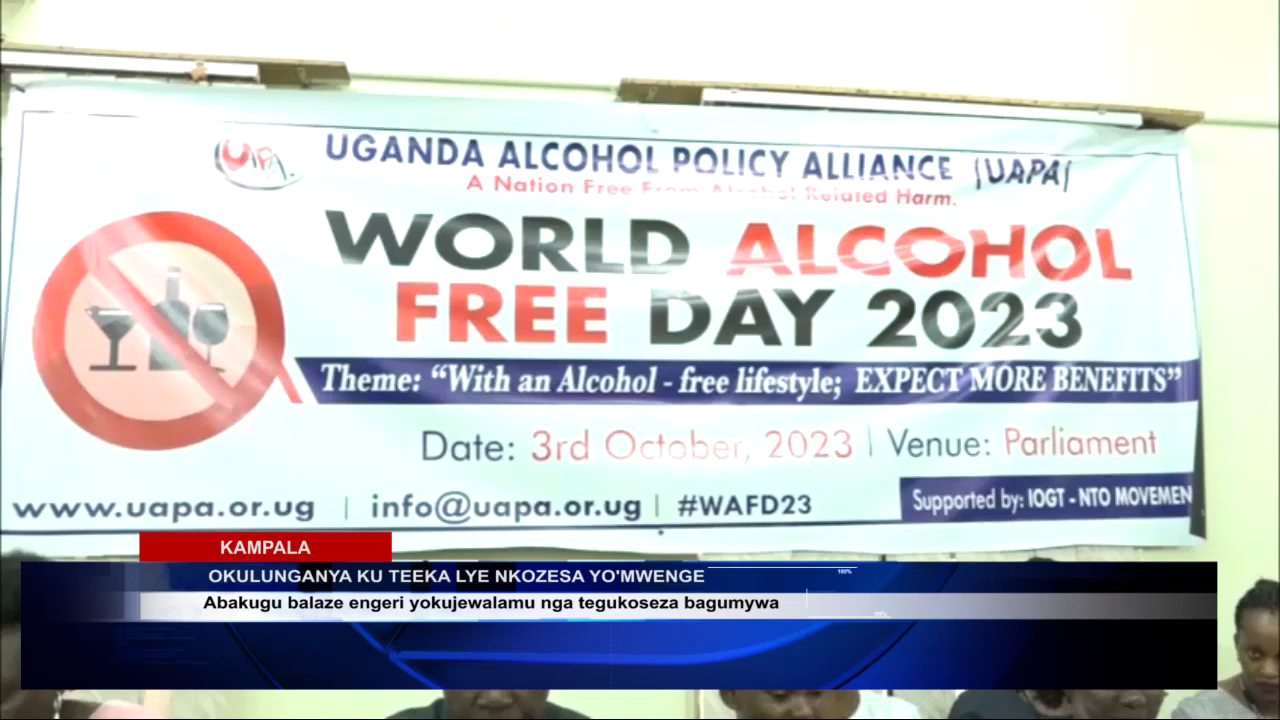 UAPA.
UGANDA ALCOHOL POLICY ALLIANCE (UAPA)
A Nation Free From Alcohol Related Harm.
WORLD ALCOHOL
FREE DAY 2023
Theme: “With an Alcohol - free lifestyle; EXPECT MORE BENEFITS”
Date: 3rd October, 2023 | Venue: Parliament
www.uapa.or.ug | info@uapa.or.ug | #WAFD23
Supported by: IOGT - NTO MOVEMEN
KAMPALA
OKULUNGANYA KU TEEKA LYE NKOZESA YO'MWENGE
100%
Abakugu balaze engeri yokujewalamu nga tegukoseza bagumywa